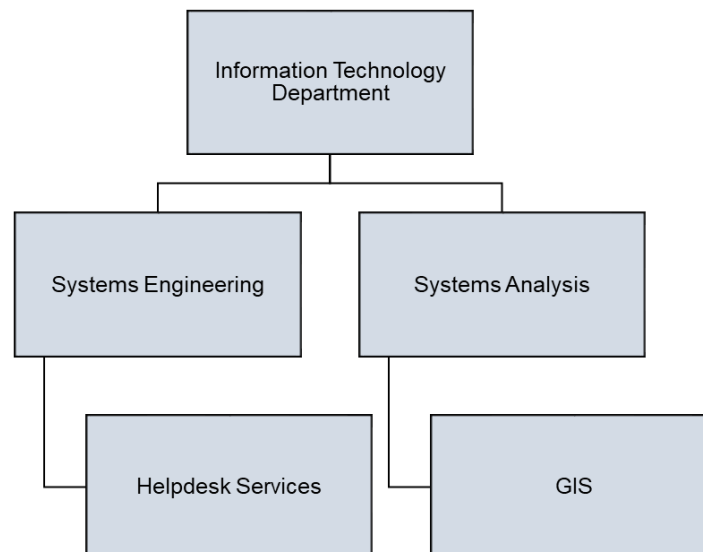 Information Technology
Department
Systems Engineering
Systems Analysis
Helpdesk Services
GIS